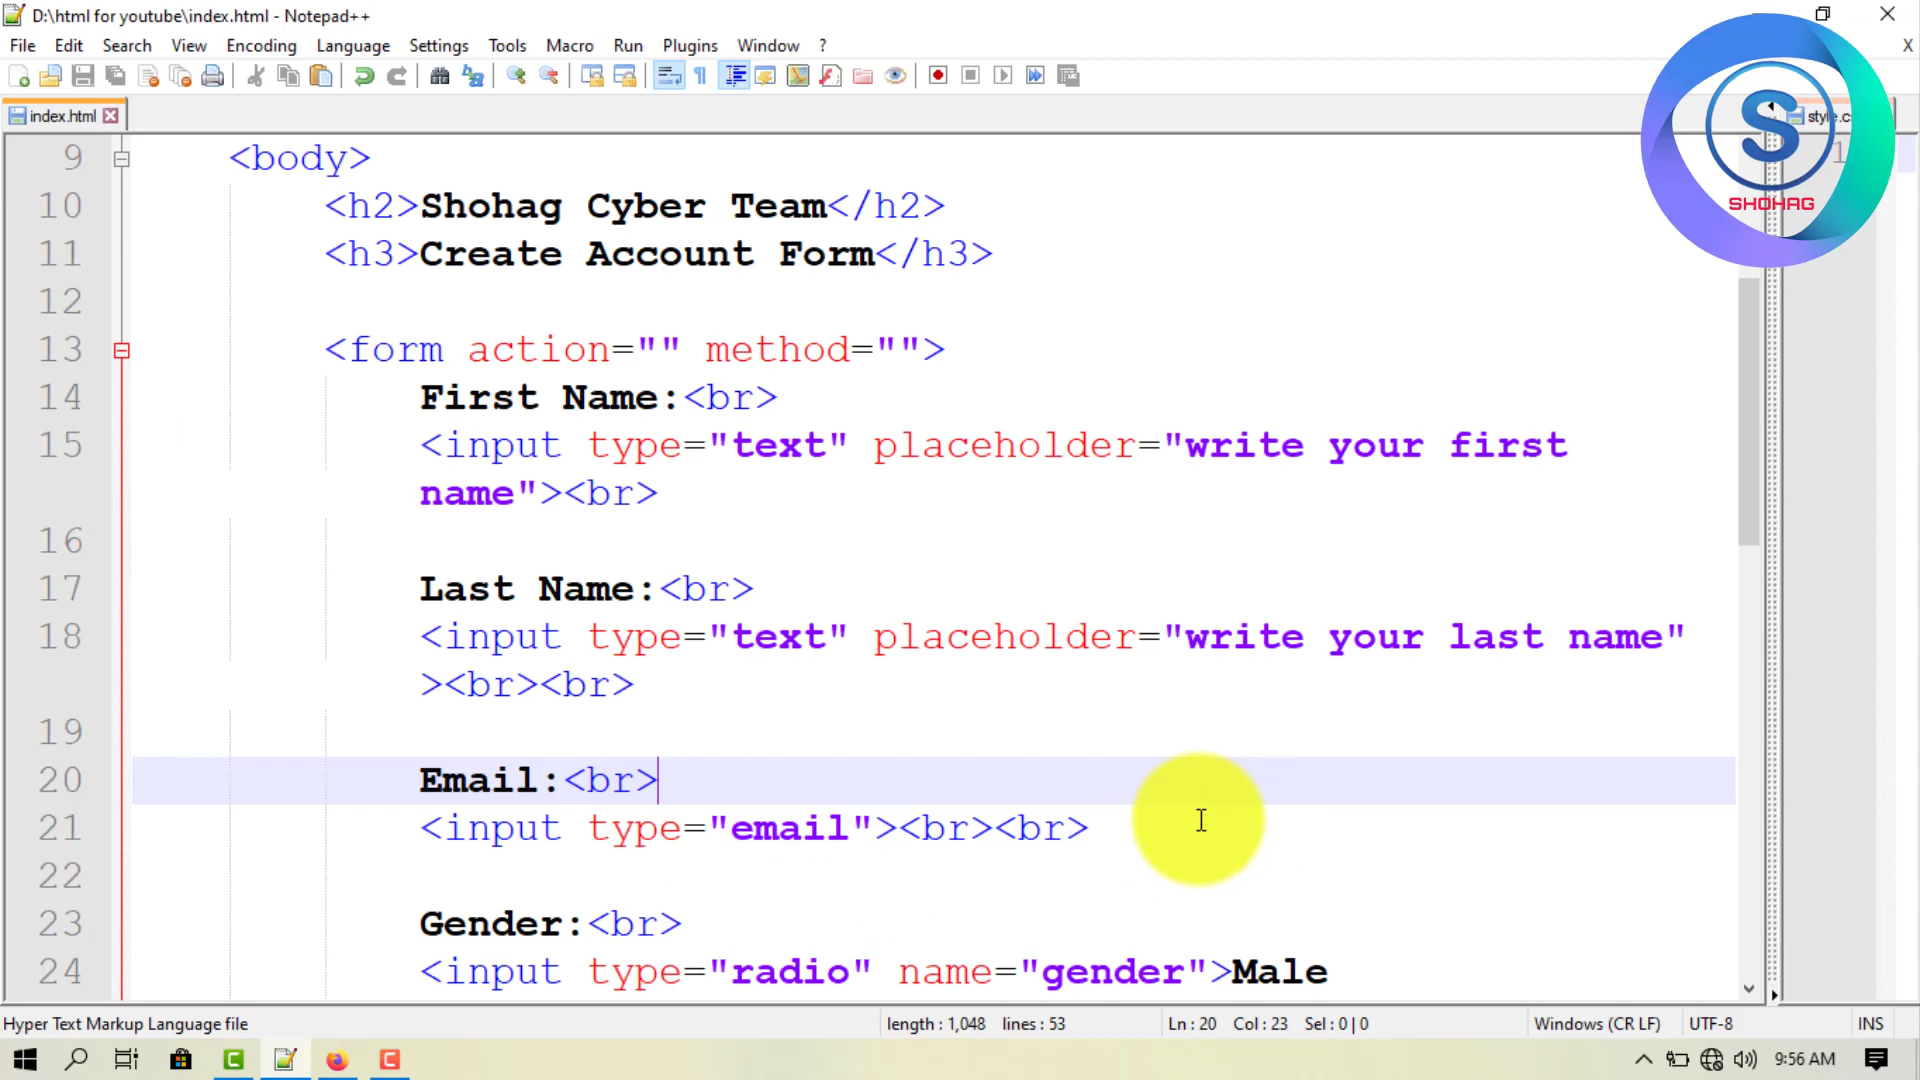 D:\html for youtube\index.html - Notepad++
File Edit Search View Encoding Language Settings Tools Macro Run Plugins Window ? X
index.html
9 <body>
10 <h2>Shohag Cyber Team</h2>
11 <h3>Create Account Form</h3>
12
13 <form action="" method="">
14 First Name:<br>
15 <input type="text" placeholder="write your first
name"><br>
16
17 Last Name:<br>
18 <input type="text" placeholder="write your last name"
><br><br>
19
20 Email:<br>
21 <input type="email"><br><br>
22
23 Gender:<br>
24 <input type="radio" name="gender">Male
S
SHOHAG
1
Hyper Text Markup Language file length : 1,048 lines : 53 Ln : 20 Col : 23 Sel : 0 | 0 Windows (CR LF) UTF-8 INS
9:56 AM